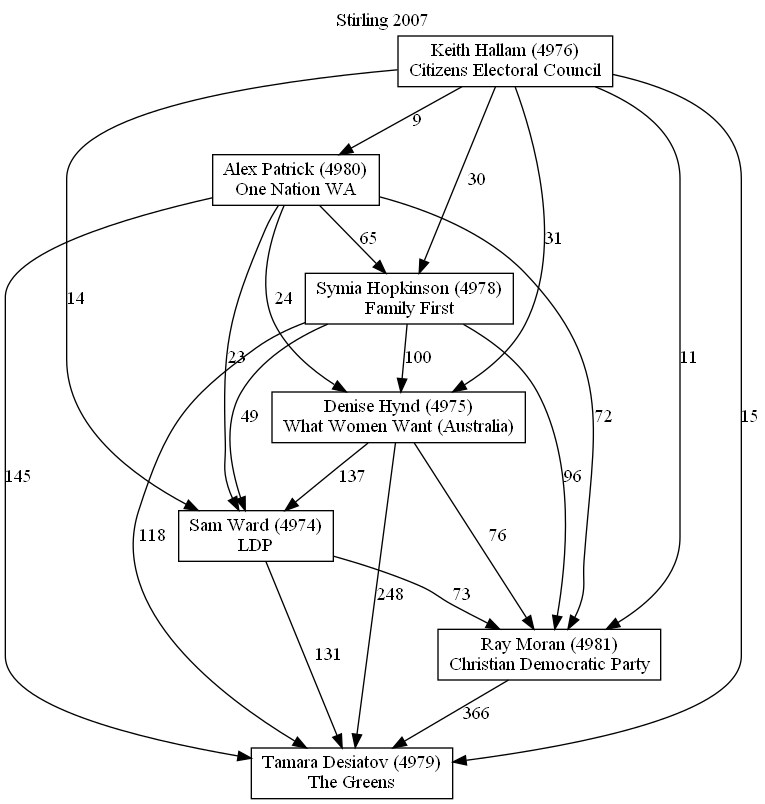 Stirling 2007
Keith Hallam (4976)
Citizens Electoral Council
9
Alex Patrick (4980)
One Nation WA
30
31
65
Symia Hopkinson (4978)
Family First
14
24
11
23
100
49
72
15
Denise Hynd (4975)
What Women Want (Australia)
145
137
96
Sam Ward (4974)
LDP
118
76
248
73
131
Ray Moran (4981)
Christian Democratic Party
366
Tamara Desiatov (4979)
The Greens